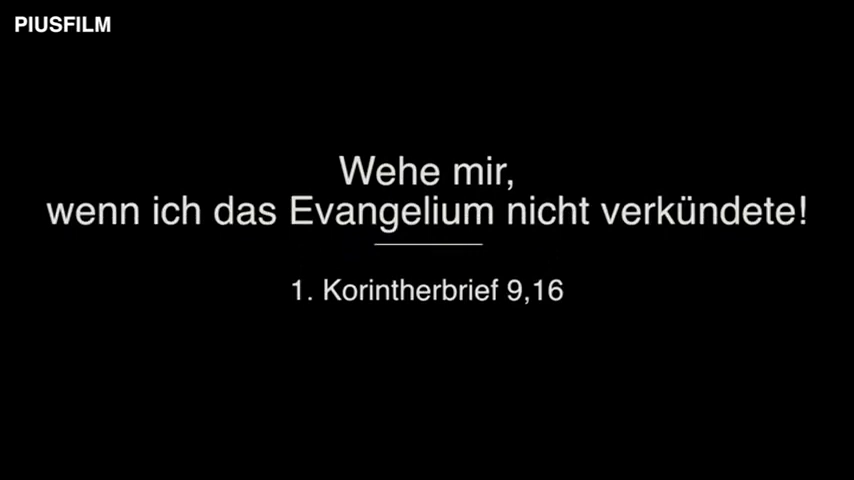 PIUSFILM
Wehe mir,
wenn ich das Evangelium nicht verkündete!
1. Korintherbrief 9,16